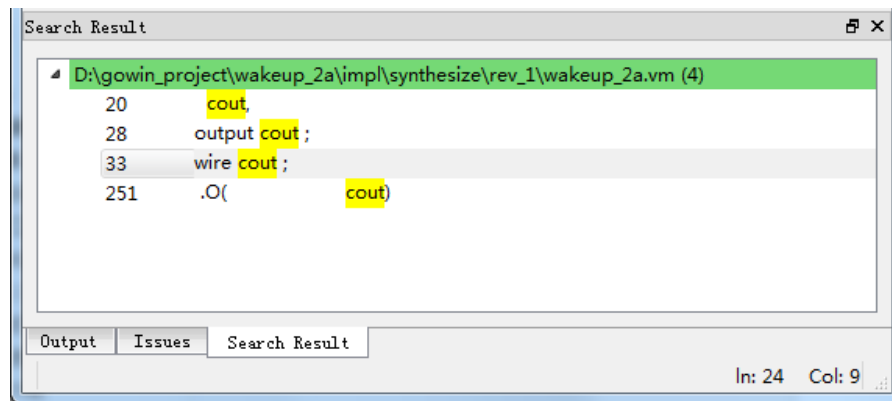 Search Result
D:\gowin_project\wakeup_2a\impl\synthesize\rev_1\wakeup_2a.vm (4)
20 cout,
28 output cout ;
33 wire cout ;
251 .O( cout)
Output Issues Search Result
ln: 24 Col: 9